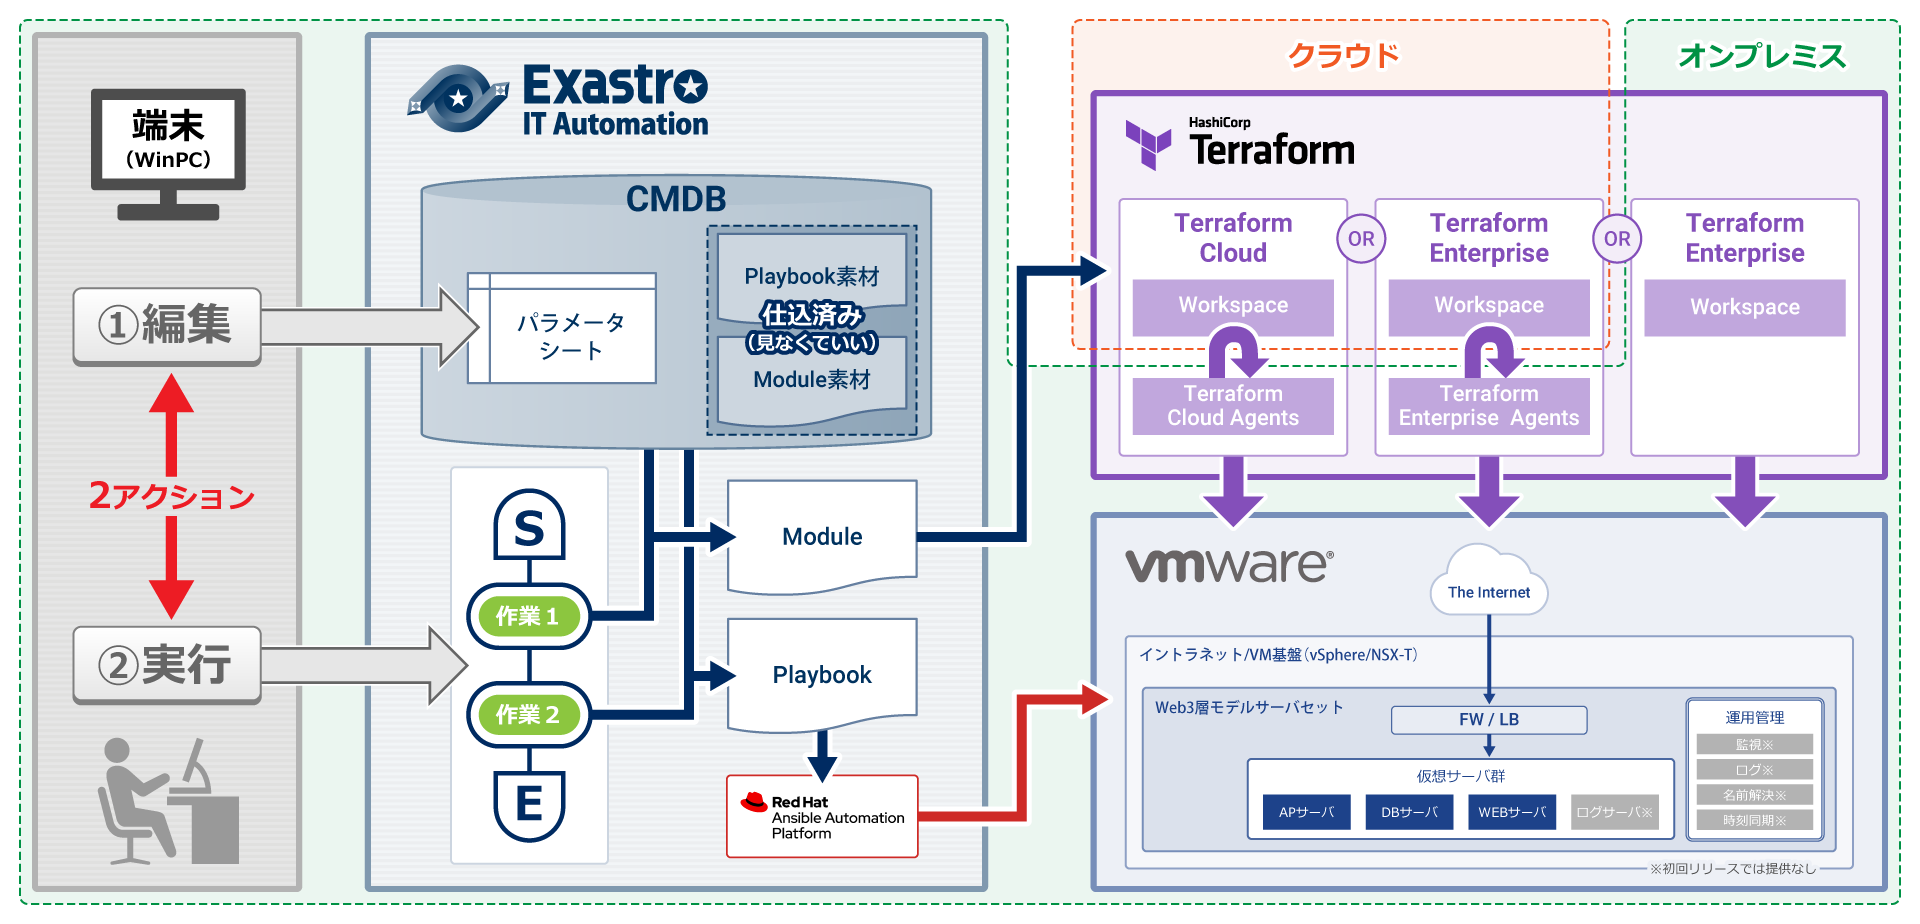 端末
（WinPC）
①編集
2アクション
②実行
Exastro
IT Automation
CMDB
パラメータ
シート
Playbook素材
仕込済み
（見なくていい）
Module素材
S
作業1
作業2
E
Module
Playbook
Red Hat
Ansible Automation
Platform
クラウド
オンプレミス
HashiCorp
Terraform
Terraform
Cloud
Workspace
Terraform
Cloud Agents
OR
Terraform
Enterprise
Workspace
Terraform
Enterprise Agents
OR
Terraform
Enterprise
Workspace
vmware®
The Internet
イントラネット/VM基盤（vSphere/NSX-T）
Web3層モデルサーバセット
FW / LB
仮想サーバ群
APサーバ
DBサーバ
WEBサーバ
ログサーバ※
運用管理
監視※
ログ※
名前解決※
時刻同期※
※初回リリースでは提供なし